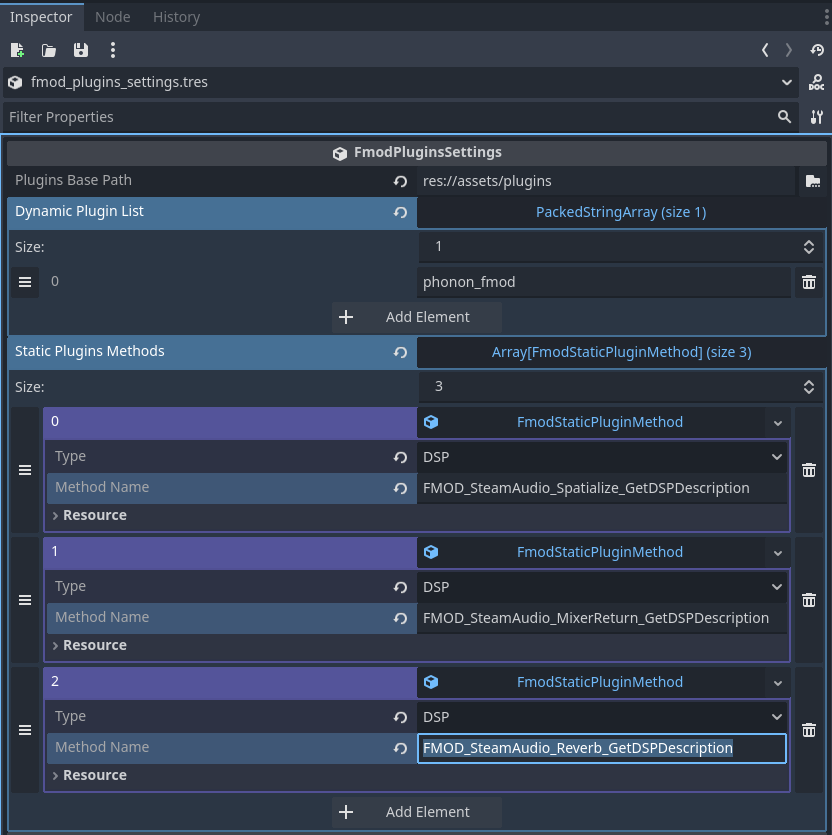 Inspector Node History
fmod_plugins_settings.tres
DOC
Filter Properties
FmodPluginsSettings
Plugins Base Path res://assets/plugins
Dynamic Plugin List PackedStringArray (size 1)
Size: 1
0 phonon_fmod
Add Element
Static Plugins Methods Array[FmodStaticPluginMethod] (size 3)
Size: 3
0 FmodStaticPluginMethod
Type DSP
Method Name FMOD_SteamAudio_Spatialize_GetDSPDescription
Resource
1 FmodStaticPluginMethod
Type DSP
Method Name FMOD_SteamAudio_MixerReturn_GetDSPDescription
Resource
2 FmodStaticPluginMethod
Type DSP
Method Name FMOD_SteamAudio_Reverb_GetDSPDescription
Resource
Add Element